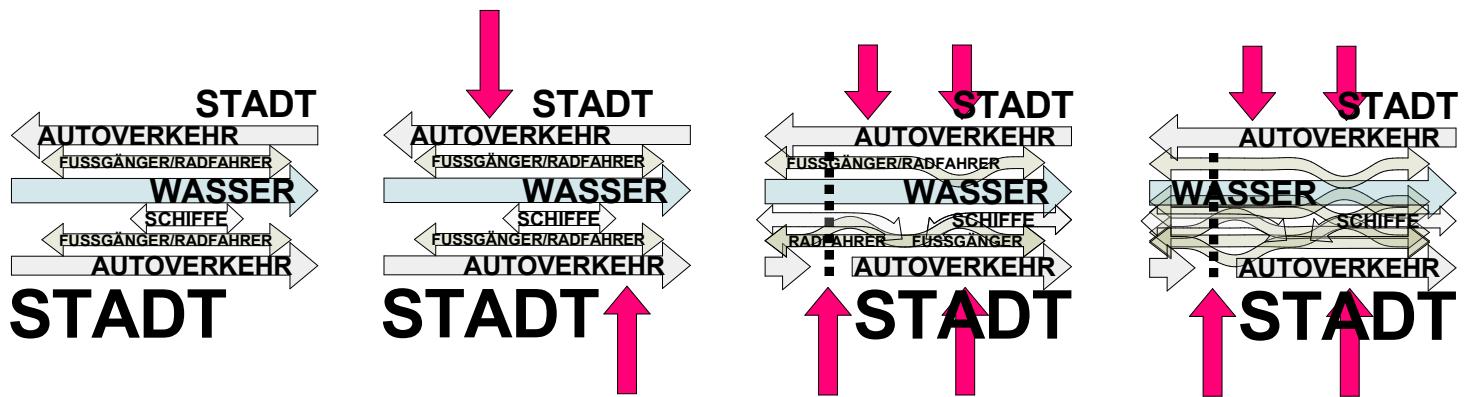 STADT
AUTOVERKEHR
FUSSGÄNGER/RADFAHRER
WASSER
SCHIFFE
FUSSGÄNGER/RADFAHRER
AUTOVERKEHR
STADT
STADT
AUTOVERKEHR
FUSSGÄNGER/RADFAHRER
WASSER
SCHIFFE
FUSSGÄNGER/RADFAHRER
AUTOVERKEHR
STADT
STADT
AUTOVERKEHR
FUSSGÄNGER/RADFAHRER
WASSER
SCHIFFE
RADFAHRER FUSSGÄNGER
AUTOVERKEHR
STADT
STADT
AUTOVERKEHR
WASSER
SCHIFFE
AUTOVERKEHR
STADT